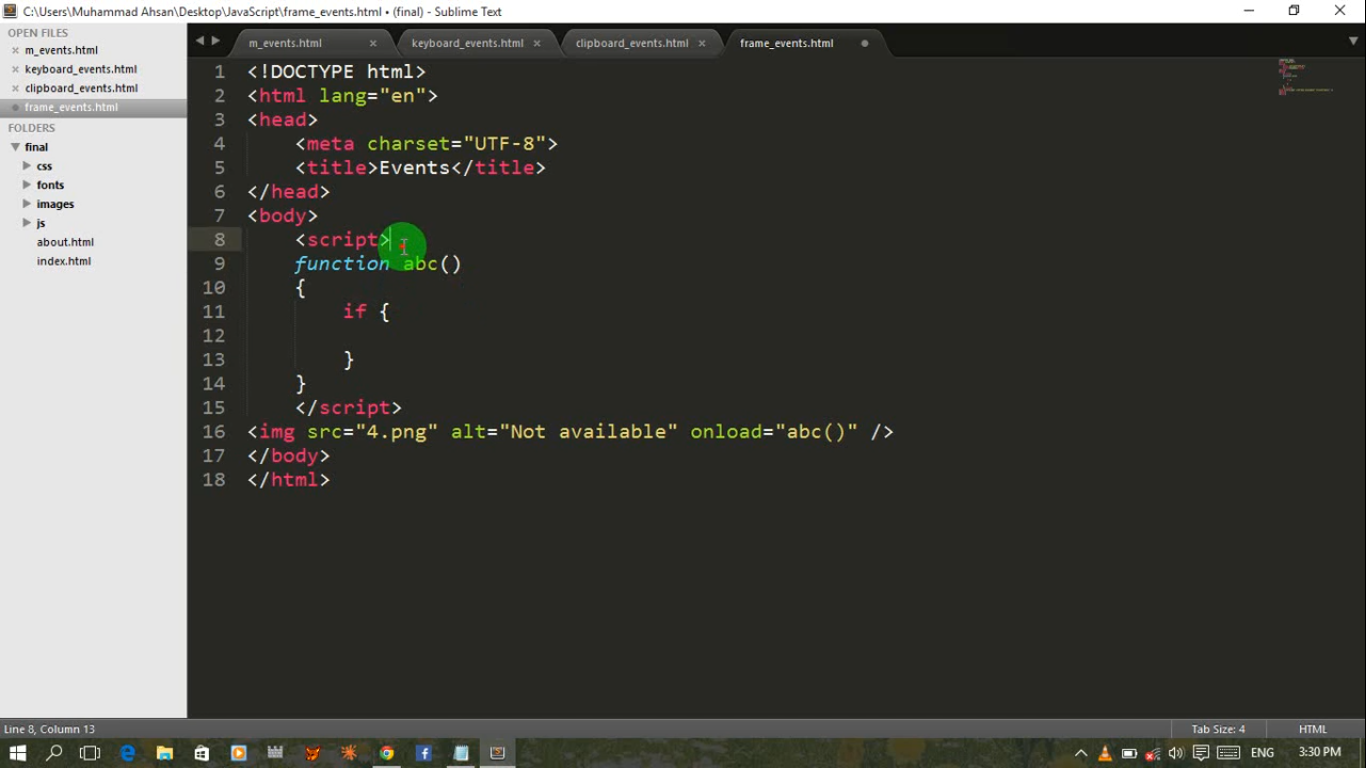 C:\Users\Muhammad Ahsan\Desktop\JavaScript\frame_events.html • (final) - Sublime Text
OPEN FILES
m_events.html
keyboard_events.html
clipboard_events.html
frame_events.html
FOLDERS
final
css
fonts
images
js
about.html
index.html
m_events.html
keyboard_events.html
clipboard_events.html
frame_events.html
1 <!DOCTYPE html>
2 <html lang="en">
3 <head>
4 <meta charset="UTF-8">
5 <title>Events</title>
6 </head>
7 <body>
8 <script>
9 function abc()
10 {
11 if {
12
13 }
14 }
15 </script>
16 <img src="4.png" alt="Not available" onload="abc()" />
17 </body>
18 </html>
Line 8, Column 13
Tab Size: 4
HTML
ENG
3:30 PM